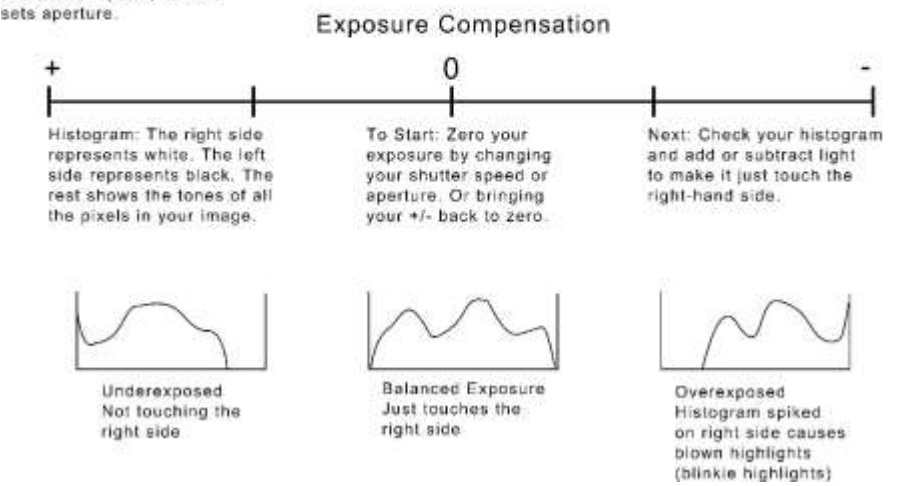 sets aperture.
Exposure Compensation
+ 0 -
Histogram: The right side
represents white. The left
side represents black. The
rest shows the tones of all
the pixels in your image.
To Start: Zero your
exposure by changing
your shutter speed or
aperture. Or bringing
your +/- back to zero.
Next: Check your histogram
and add or subtract light
to make it just touch the
right-hand side.
Underexposed
Not touching the
right side
Balanced Exposure
Just touches the
right side
Overexposed
Histogram spiked
on right side causes
blown highlights
(blinkie highlights)